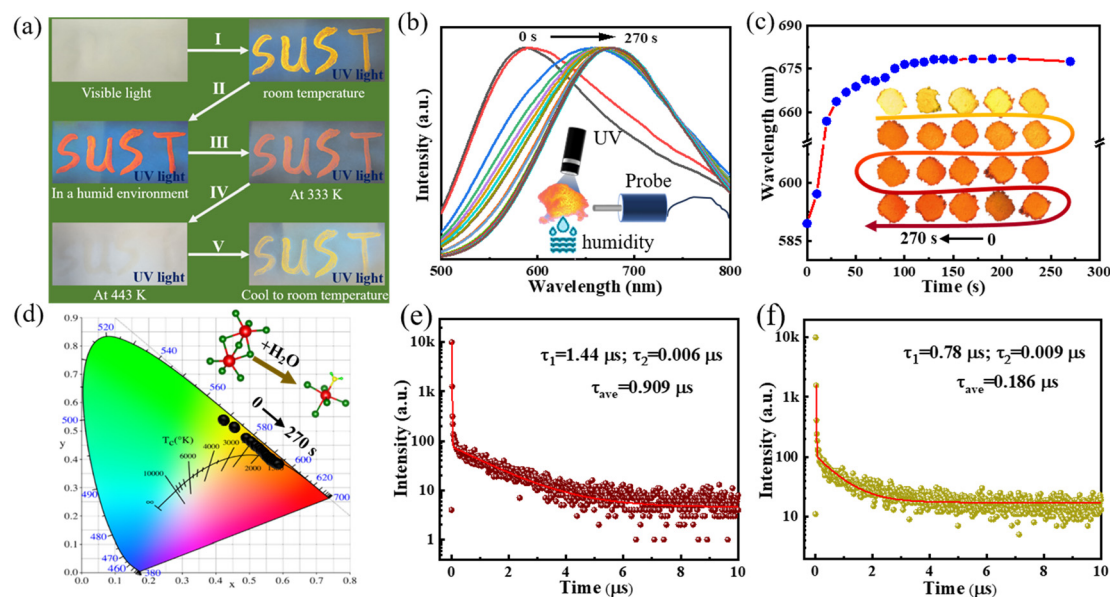 (a)
I
Visible light
SUST
UV light
room temperature
II
SUST
UV light
In a humid environment
III
SUST
UV light
At 333 K
IV
UV light
At 443 K
V
SUST
UV light
Cool to room temperature
(b)
Intensity (a.u.)
0 s
270 s
UV
Probe
humidity
500 600 700 800
Wavelength (nm)
(c)
Wavelength (nm)
690
675
660
600
585
270 s
0
0 50 100 150 200 250 300
Time (s)
(d)
y
0.9
0.8
0.7
0.6
0.5
0.4
0.3
0.2
0.1
0.0
520
540
560
500
580
600
620
700
490
480
470
460
380
+H₂O
0
270 s
Tc(°K)
10000
6000
4000
3000
2000
∞
0.0 0.1 0.2 0.3 0.4 0.5 0.6 0.7 0.8
x
(e)
Intensity (a.u.)
10k
1k
100
10
1
τ₁=1.44 μs; τ₂=0.006 μs
τave=0.909 μs
0 2 4 6 8 10
Time (μs)
(f)
Intensity (a.u.)
10k
1k
100
10
τ₁=0.78 μs; τ₂=0.009 μs
τave=0.186 μs
0 2 4 6 8 10
Time (μs)